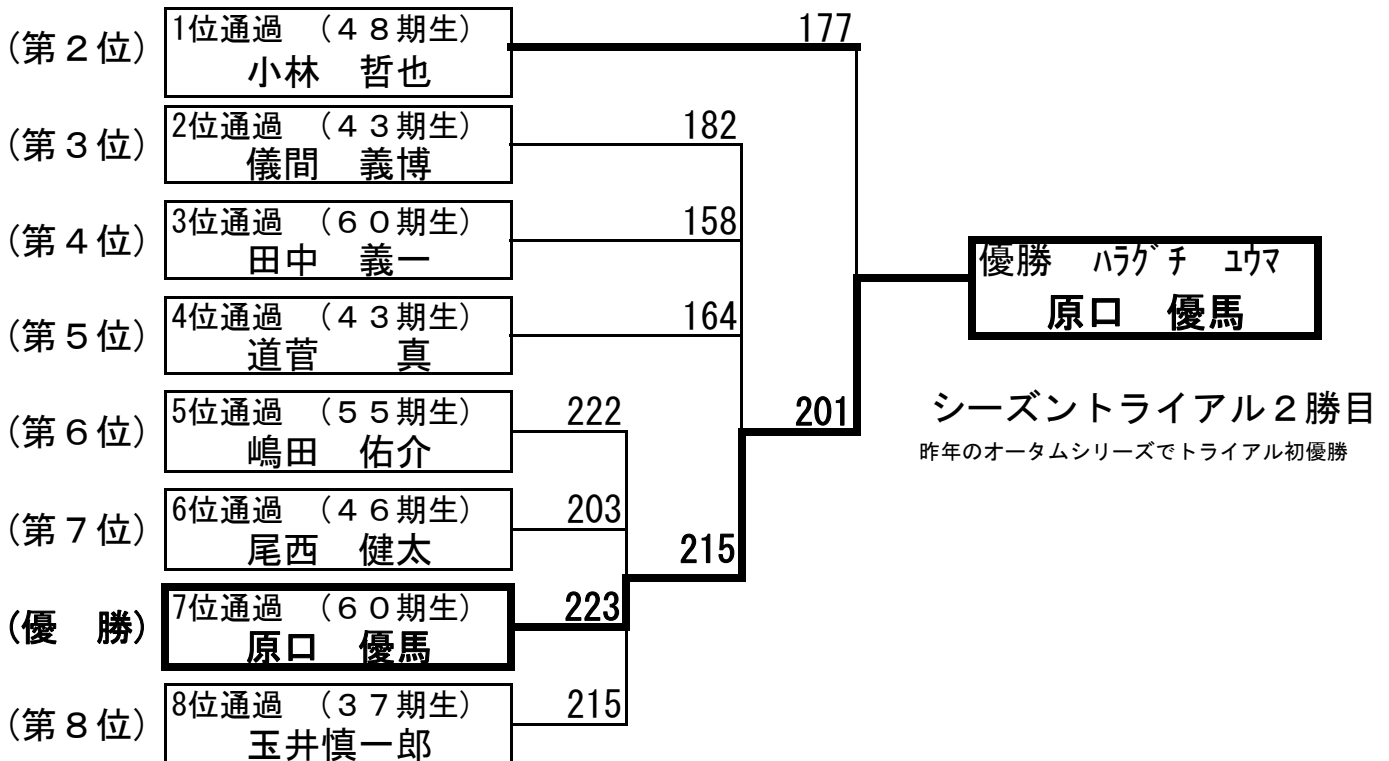 (第２位)
1位通過　（４８期生）
小林　哲也
177
(第３位)
2位通過　（４３期生）
儀間　義博
182
(第４位)
3位通過　（６０期生）
田中　義一
158
(第５位)
4位通過　（４３期生）
道菅　　真
164
(第６位)
5位通過　（５５期生）
嶋田　佑介
222
(第７位)
6位通過　（４６期生）
尾西　健太
203
(優　勝)
7位通過　（６０期生）
原口　優馬
223
(第８位)
8位通過　（３７期生）
玉井慎一郎
215
215
201
優勝　ﾊﾗｸﾞﾁ　ﾕｳﾏ
原口　優馬
シーズントライアル２勝目
昨年のオータムシリーズでトライアル初優勝